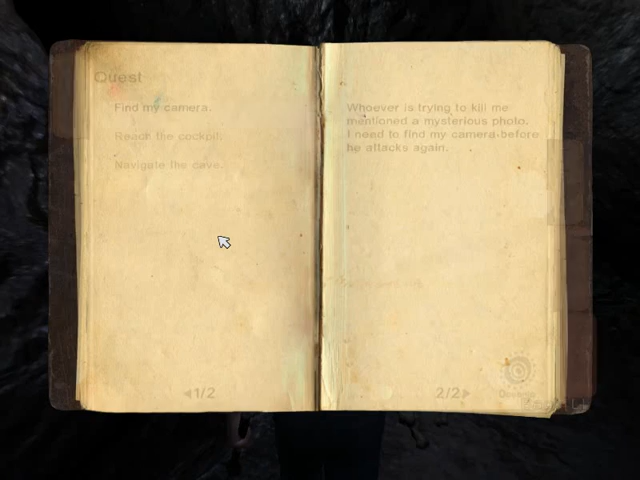 Quest
Find my camera.
Reach the cockpit.
Navigate the cave.
1/2
Whoever is trying to kill me
mentioned a mysterious photo.
I need to find my camera before
he attacks again.
2/2